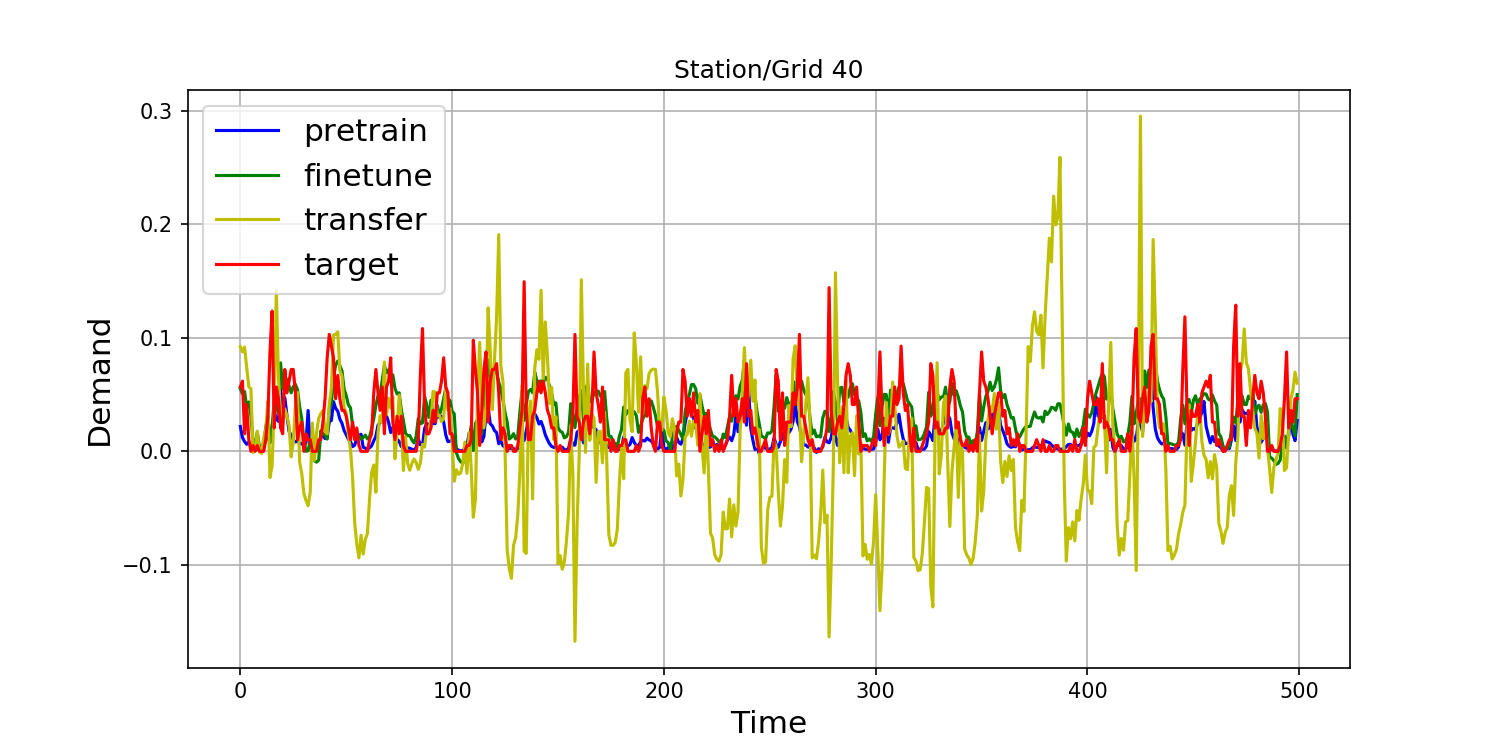 Station/Grid 40
pretrain
finetune
transfer
target
0.3
0.2
0.1
0.0
−0.1
Demand
0 100 200 300 400 500
Time